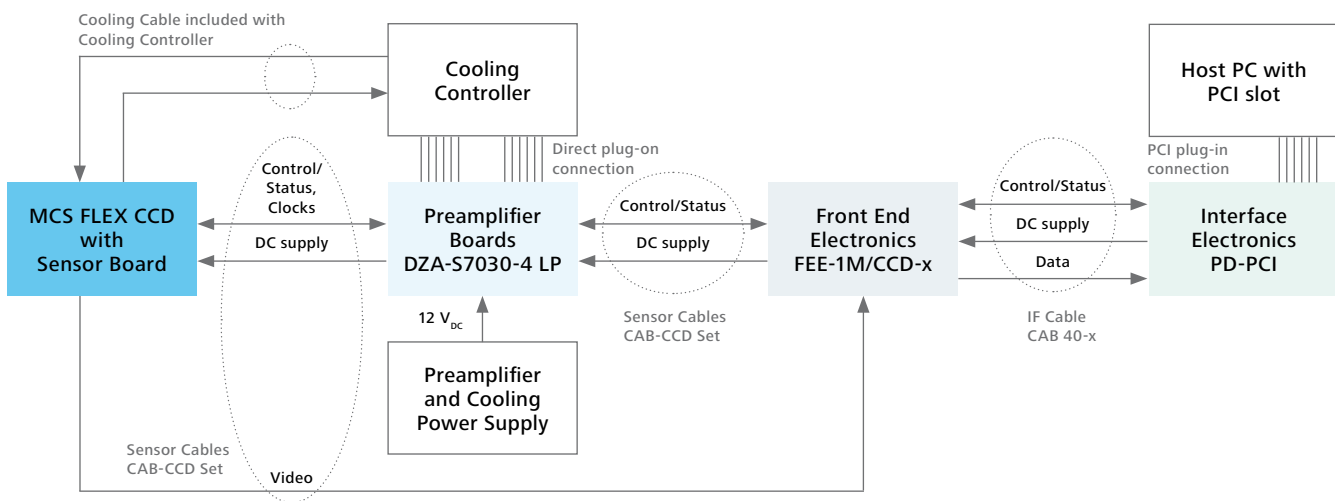 Cooling Cable included with
Cooling Controller
Cooling
Controller
Host PC with
PCI slot
Direct plug-on
connection
PCI plug-in
connection
MCS FLEX CCD
with
Sensor Board
Control/
Status,
Clocks
DC supply
Preamplifier
Boards
DZA-S7030-4 LP
Control/Status
DC supply
Front End
Electronics
FEE-1M/CCD-x
Control/Status
DC supply
Data
Interface
Electronics
PD-PCI
12 VDC
Sensor Cables
CAB-CCD Set
IF Cable
CAB 40-x
Preamplifier
and Cooling
Power Supply
Sensor Cables
CAB-CCD Set
Video